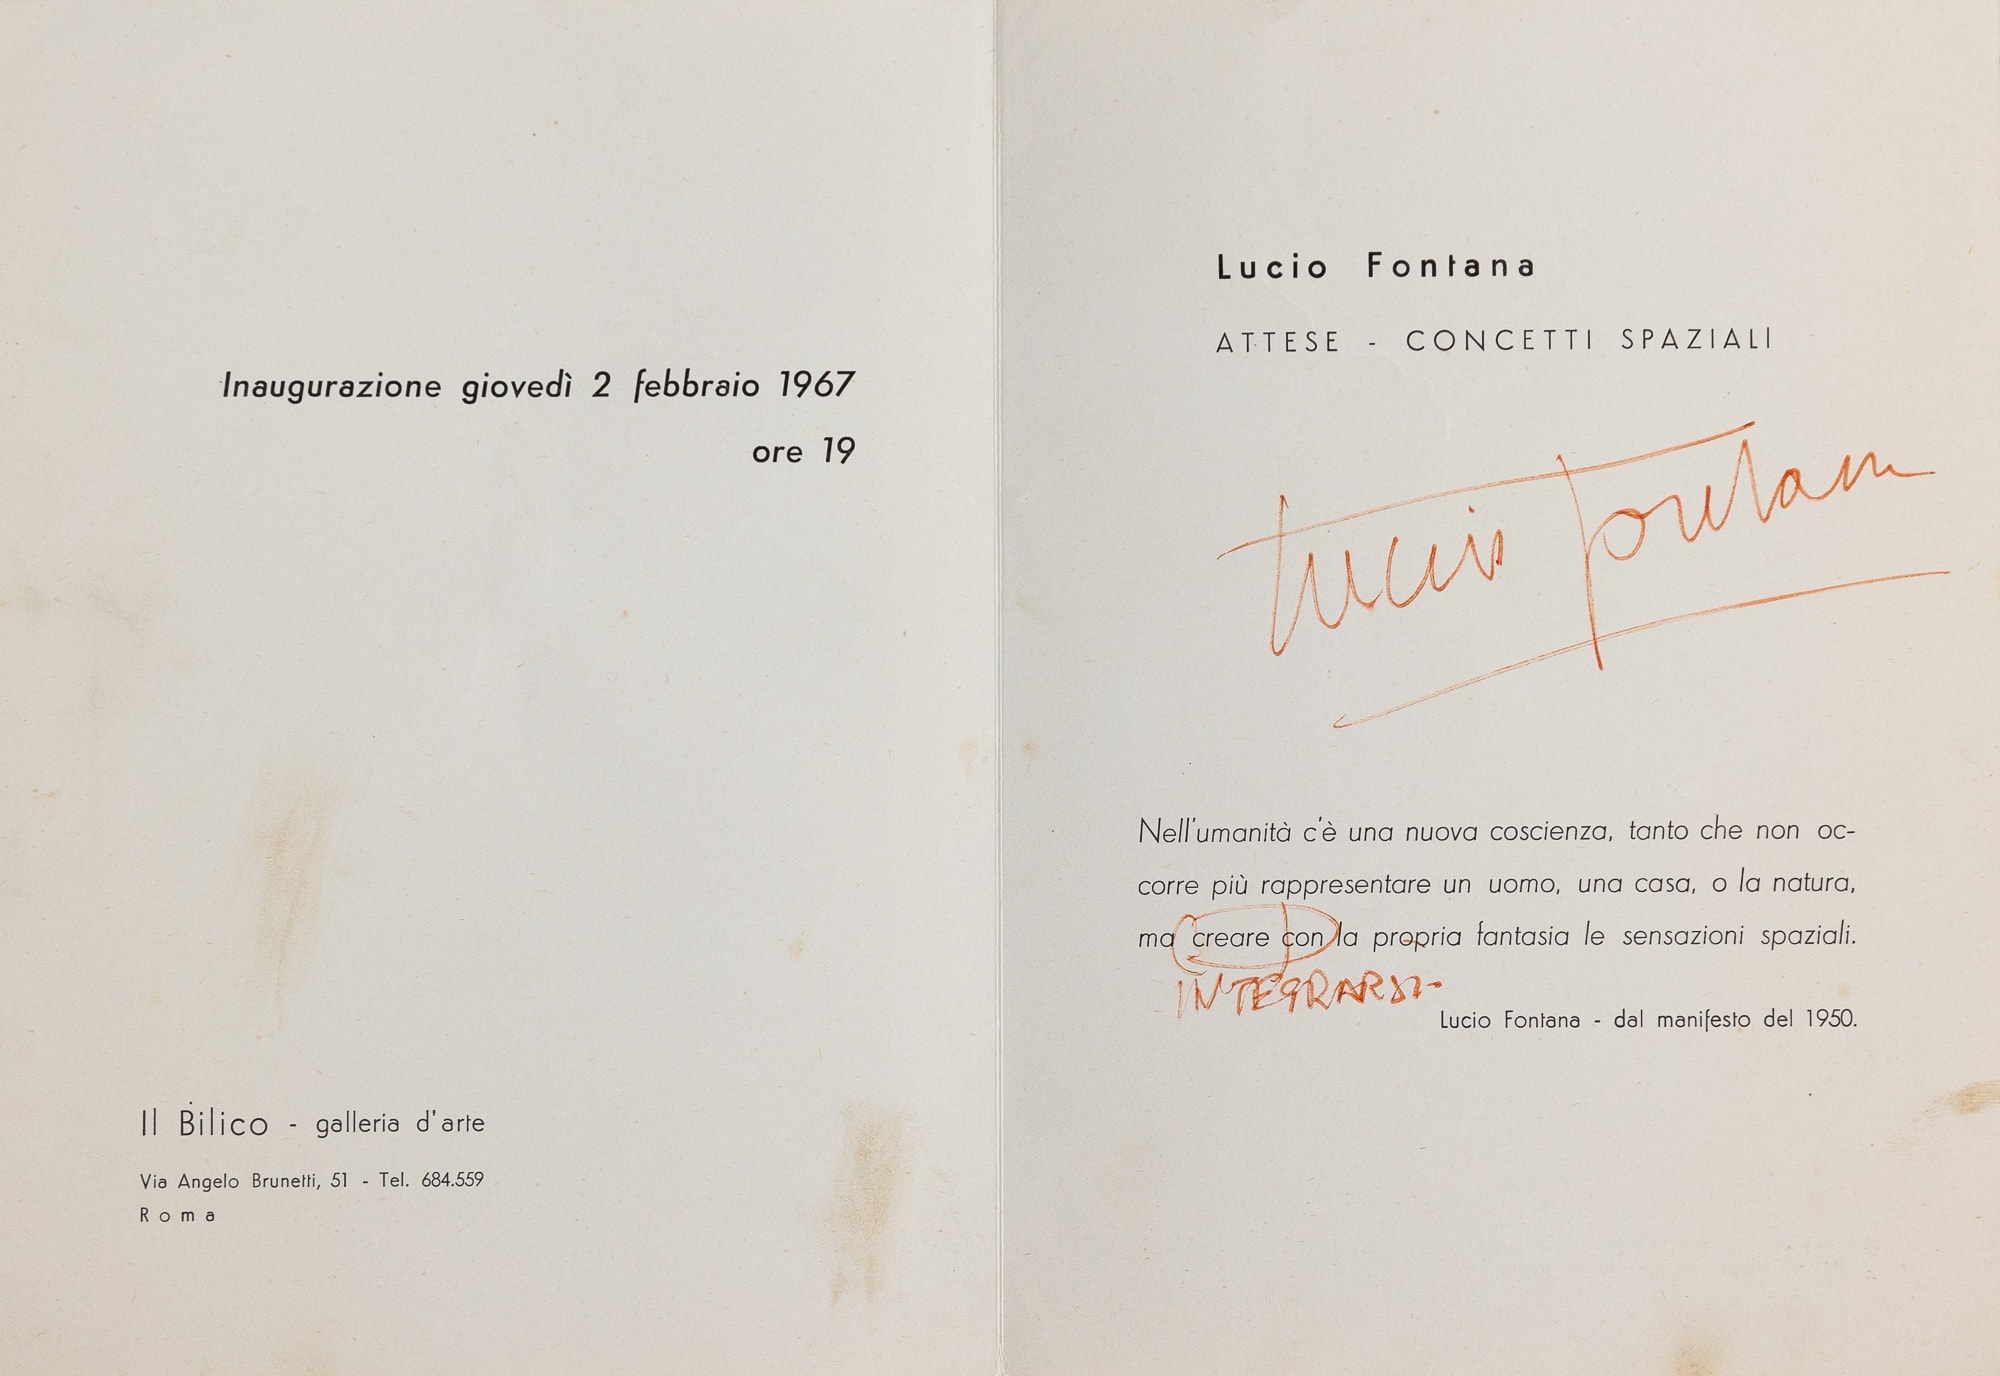 Inaugurazione giovedì 2 febbraio 1967
ore 19
Il Bilico - galleria d'arte
Via Angelo Brunetti, 51 - Tel. 684.559
Roma
Lucio Fontana
ATTESE - CONCETTI SPAZIALI
Lucio Fontana
Nell'umanità c'è una nuova coscienza, tanto che non oc-
corre più rappresentare un uomo, una casa, o la natura,
ma creare con la propria fantasia le sensazioni spaziali.
INTEGRARSI-
Lucio Fontana - dal manifesto del 1950.